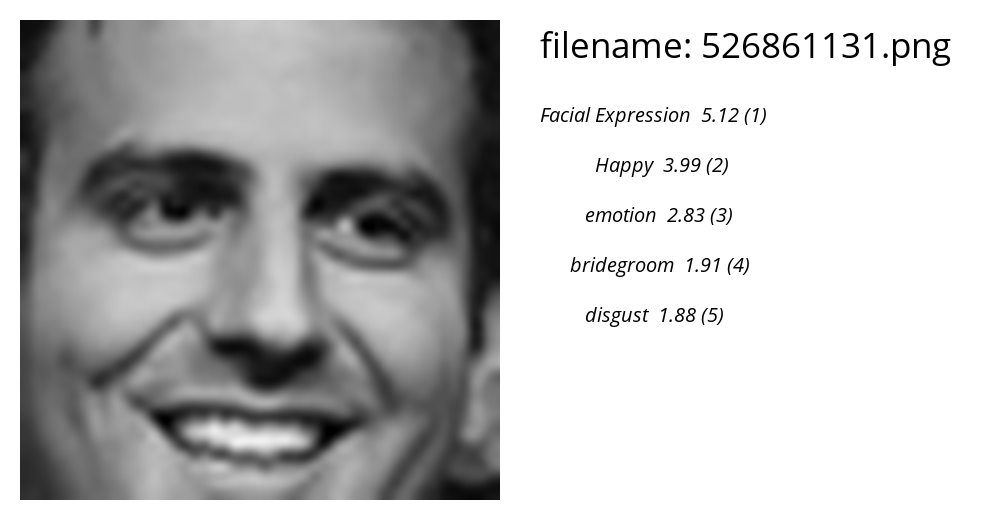 filename: 526861131.png
Facial Expression 5.12 (1)
Happy 3.99 (2)
emotion 2.83 (3)
bridegroom 1.91 (4)
disgust 1.88 (5)